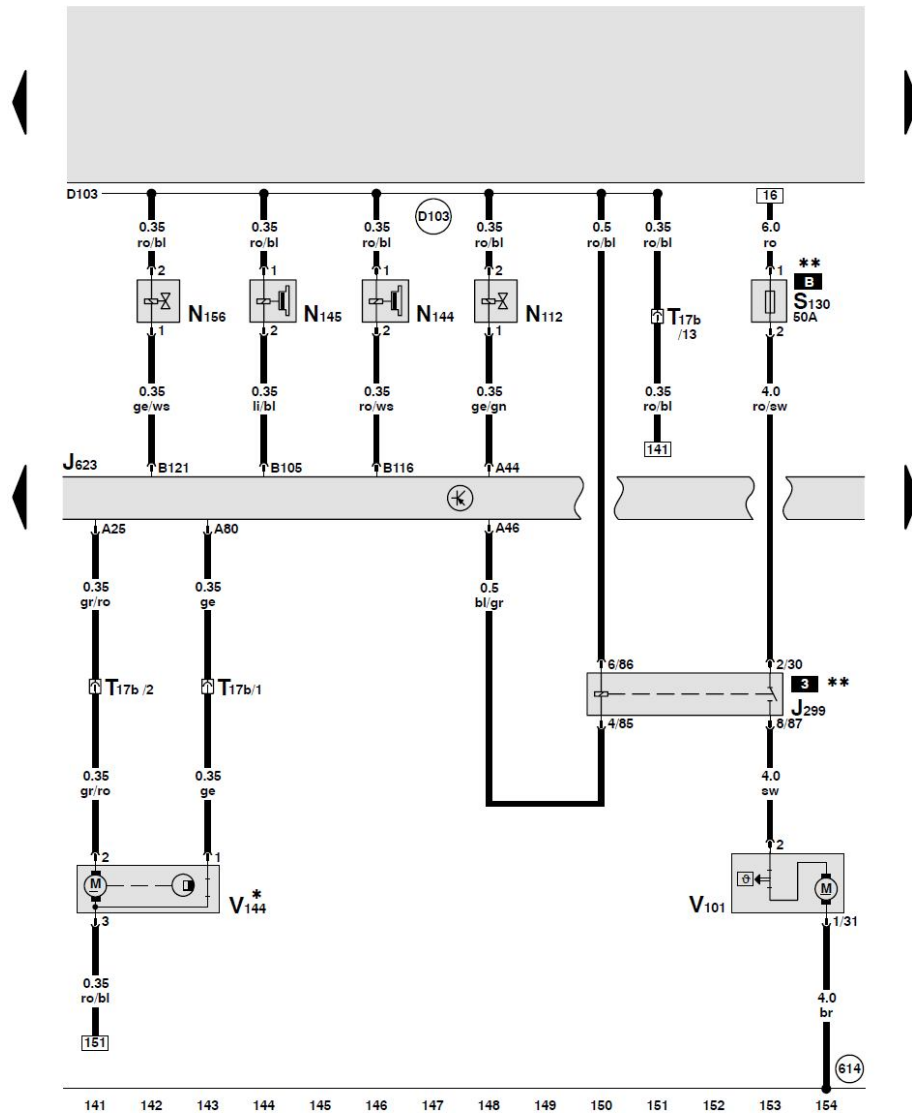 D103
16
D103
0.35 0.35 0.35 0.35 0.5 0.35 6.0
ro/bl ro/bl ro/bl ro/bl ro/bl ro/bl ro
**
2 1 1 2 1 B
N156 N145 N144 N112 T17b /13 S130
50A
1 2 2 1 2
0.35 0.35 0.35 0.35 0.35 4.0
ge/ws li/bl ro/ws ge/gn ro/bl ro/sw
141
J623 B121 B105 B116 A44
A25 A80 A46
0.35 0.35 0.5
gr/ro ge bl/gr
6/86 2/30
T17b /2 T17b/1 3 **
J299
4/85 8/87
0.35 0.35 4.0
gr/ro ge sw
2 1 2
M M
V144* V101
3 1/31
0.35 4.0
ro/bl br
151
614
141 142 143 144 145 146 147 148 149 150 151 152 153 154